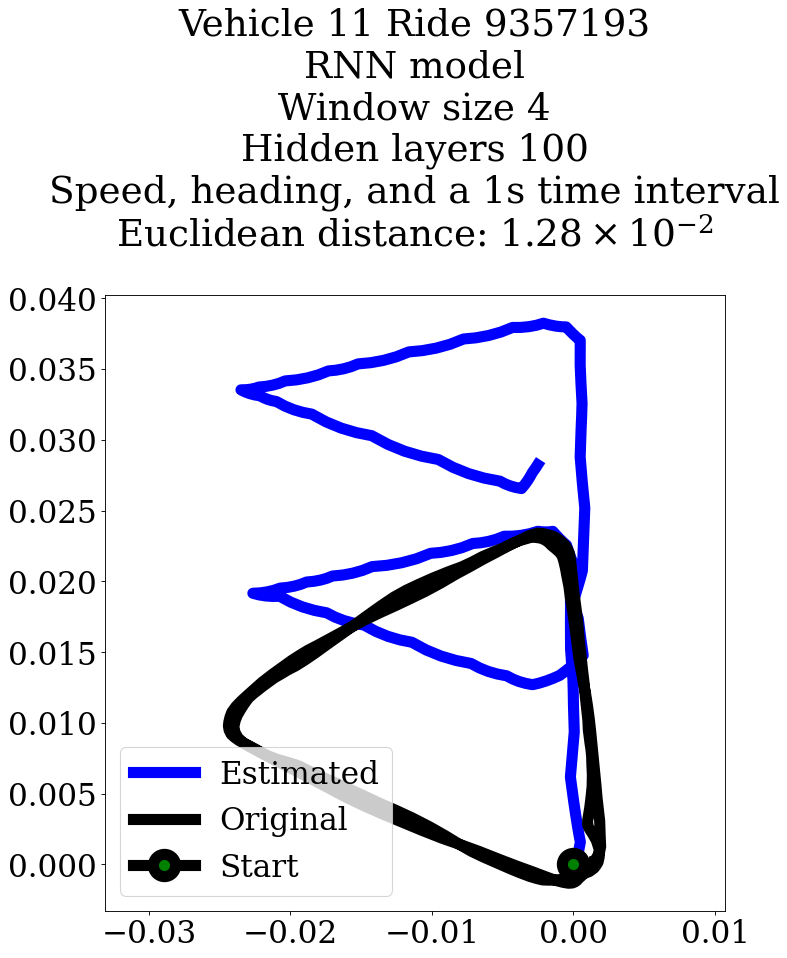 Vehicle 11 Ride 9357193
RNN model
Window size 4
Hidden layers 100
Speed, heading, and a 1s time interval
Euclidean distance: 1.28 × 10⁻²
0.040
0.035
0.030
0.025
0.020
0.015
0.010
0.005
0.000
Estimated
Original
Start
−0.03 −0.02 −0.01 0.00 0.01